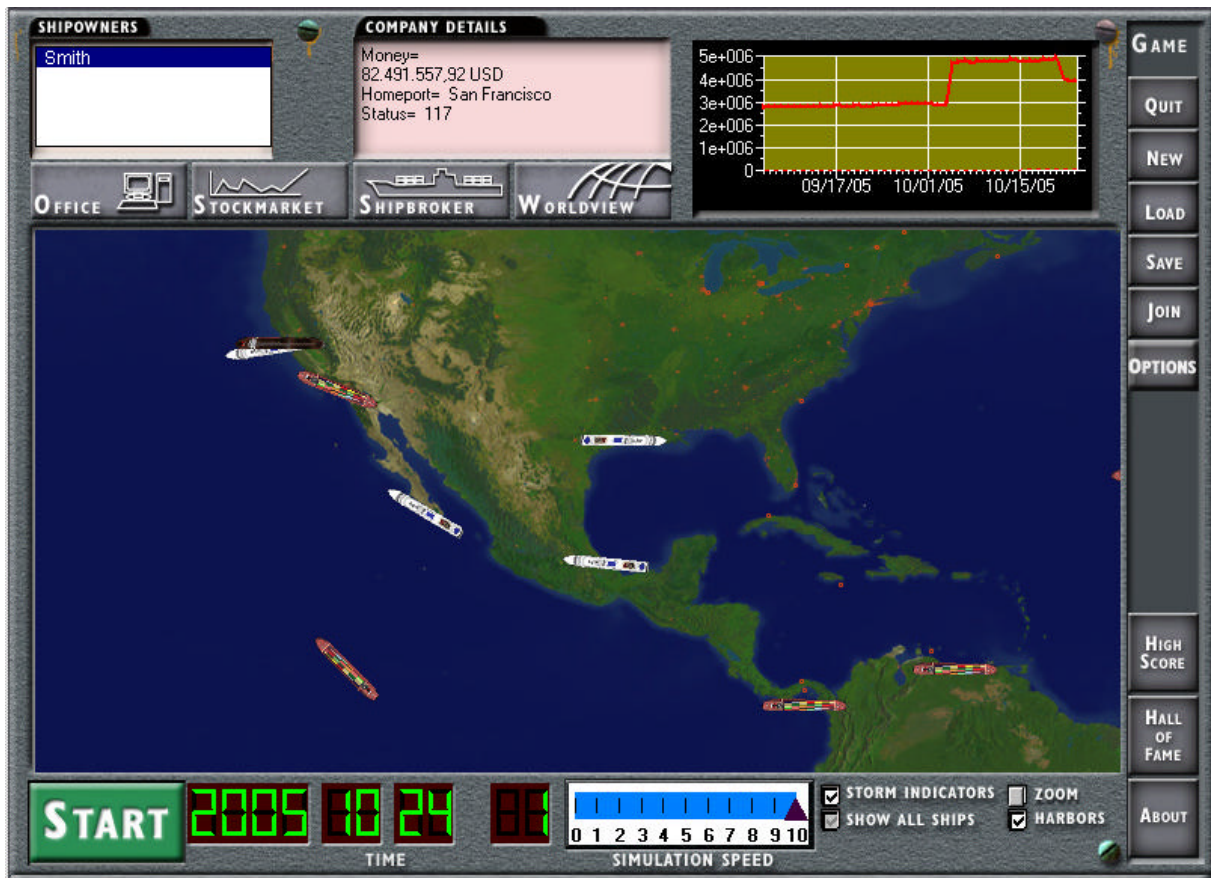 SHIPOWNERS
Smith
COMPANY DETAILS
Money=
82.491.557,92 USD
Homeport= San Francisco
Status= 117
5e+006
4e+006
3e+006
2e+006
1e+006
0
09/17/05 10/01/05 10/15/05
OFFICE
STOCKMARKET
SHIPBROKER
WORLDVIEW
GAME
QUIT
NEW
LOAD
SAVE
JOIN
OPTIONS
HIGH
SCORE
HALL
OF
FAME
ABOUT
START
2005 10 24 1
TIME
0 1 2 3 4 5 6 7 8 9 10
SIMULATION SPEED
STORM INDICATORS
SHOW ALL SHIPS
ZOOM
HARBORS